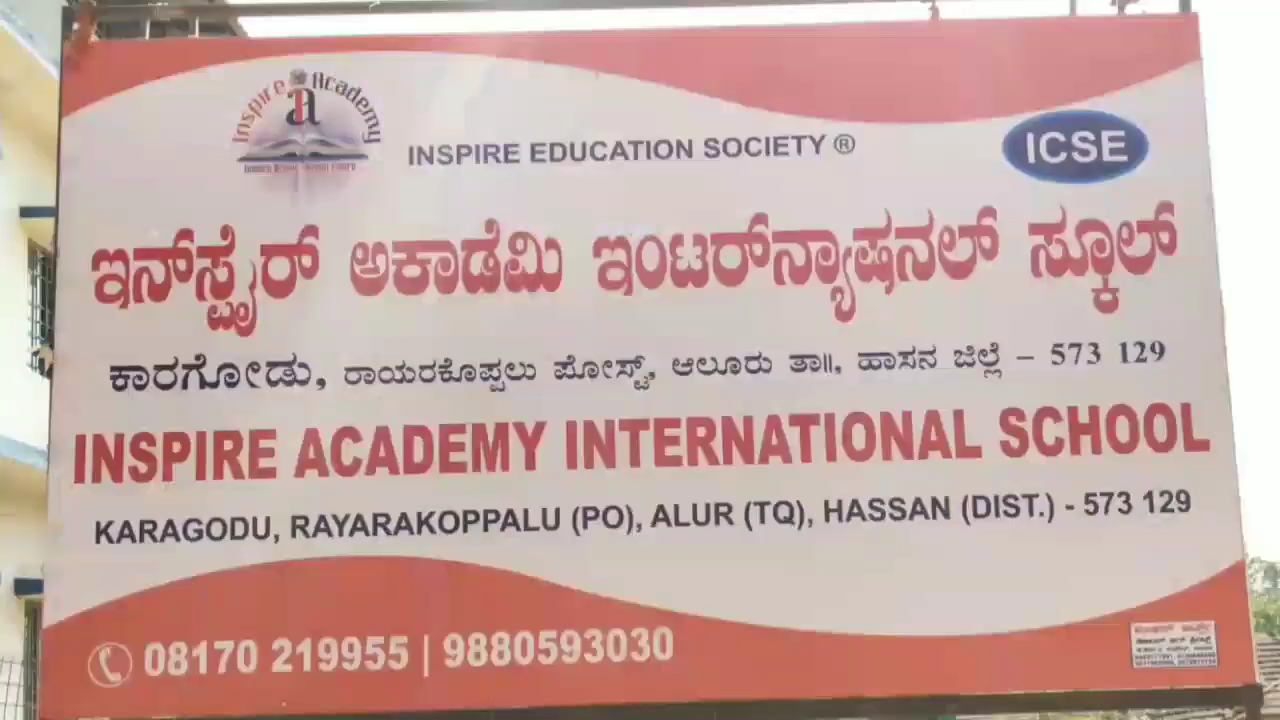 Inspire Academy
INSPIRE EDUCATION SOCIETY ®
ICSE
ಇನ್‌ಸ್ಪೈರ್ ಅಕಾಡೆಮಿ ಇಂಟರ್‌ನ್ಯಾಷನಲ್ ಸ್ಕೂಲ್
ಕಾರಗೋಡು, ರಾಯರಕೊಪ್ಪಲು ಪೋಸ್ಟ್, ಆಲೂರು ತಾ॥, ಹಾಸನ ಜಿಲ್ಲೆ – 573 129
INSPIRE ACADEMY INTERNATIONAL SCHOOL
KARAGODU, RAYARAKOPPALU (PO), ALUR (TQ), HASSAN (DIST.) - 573 129
08170 219955 | 9880593030